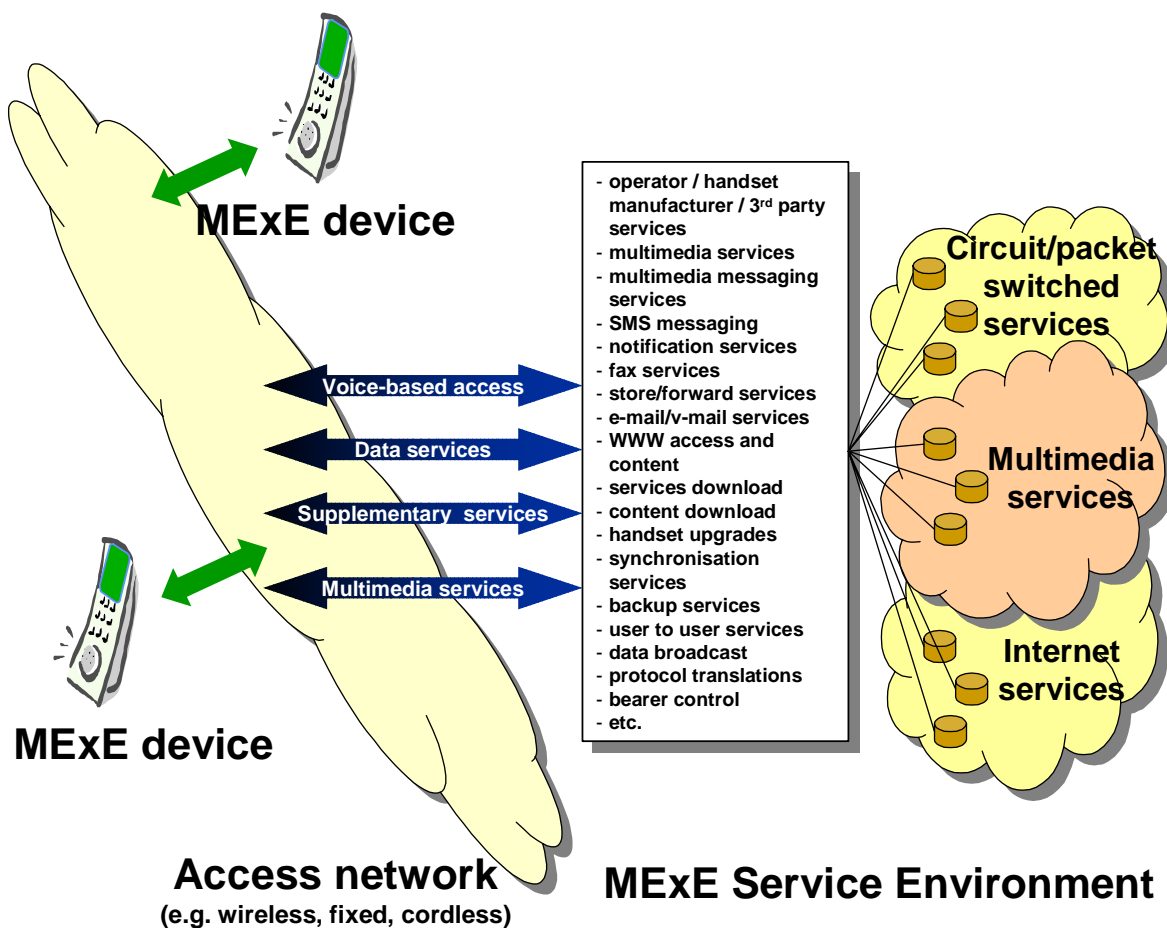 MExE device
- operator / handset
manufacturer / 3rd party
services
- multimedia services
- multimedia messaging
services
- SMS messaging
- notification services
- fax services
- store/forward services
- e-mail/v-mail services
- WWW access and
content
- services download
- content download
- handset upgrades
- synchronisation
services
- backup services
- user to user services
- data broadcast
- protocol translations
- bearer control
- etc.
Circuit/packet
switched
services
Voice-based access
Data services
Supplementary services
Multimedia services
Multimedia
services
Internet
services
MExE device
Access network
(e.g. wireless, fixed, cordless)
MExE Service Environment